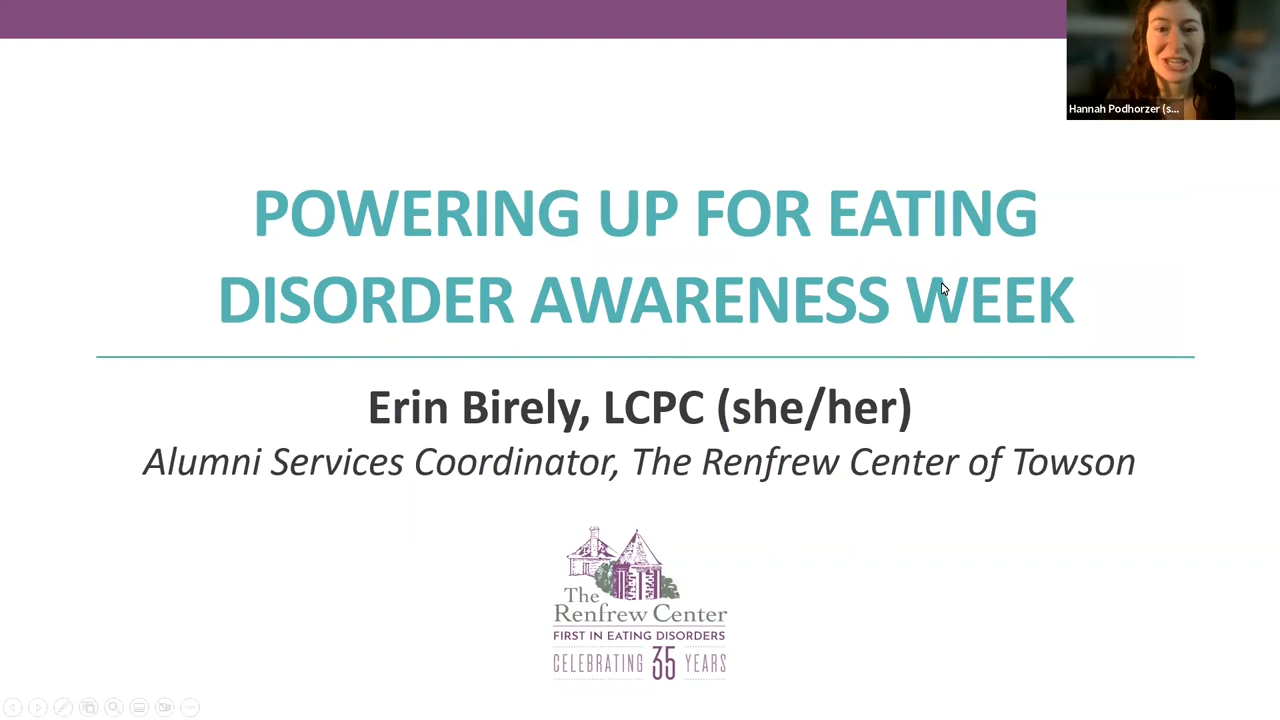 Hannah Podhorzer (s...
POWERING UP FOR EATING
DISORDER AWARENESS WEEK
Erin Birely, LCPC (she/her)
Alumni Services Coordinator, The Renfrew Center of Towson
The
Renfrew Center
FIRST IN EATING DISORDERS
CELEBRATING 35 YEARS